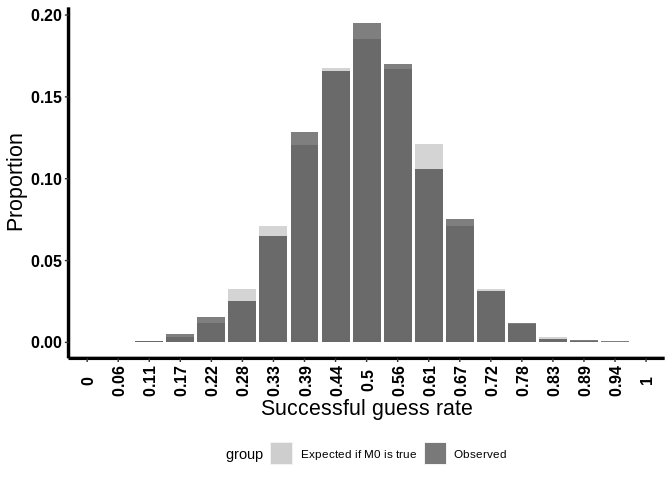 0.20
0.15
0.10
0.05
0.00
Proportion
0 0.06 0.11 0.17 0.22 0.28 0.33 0.39 0.44 0.5 0.56 0.61 0.67 0.72 0.78 0.83 0.89 0.94 1
Successful guess rate
group Expected if M0 is true Observed